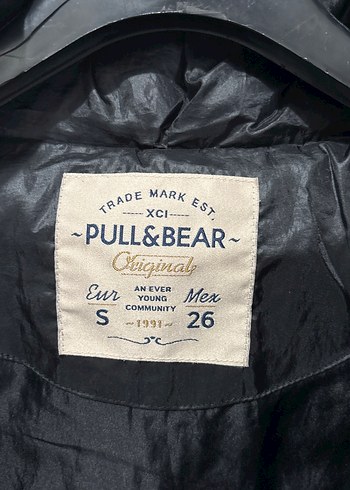 TRADE MARK EST.
XCI
~PULL&BEAR~
Original
Eur AN EVER Mex
YOUNG
S COMMUNITY 26
~1991~